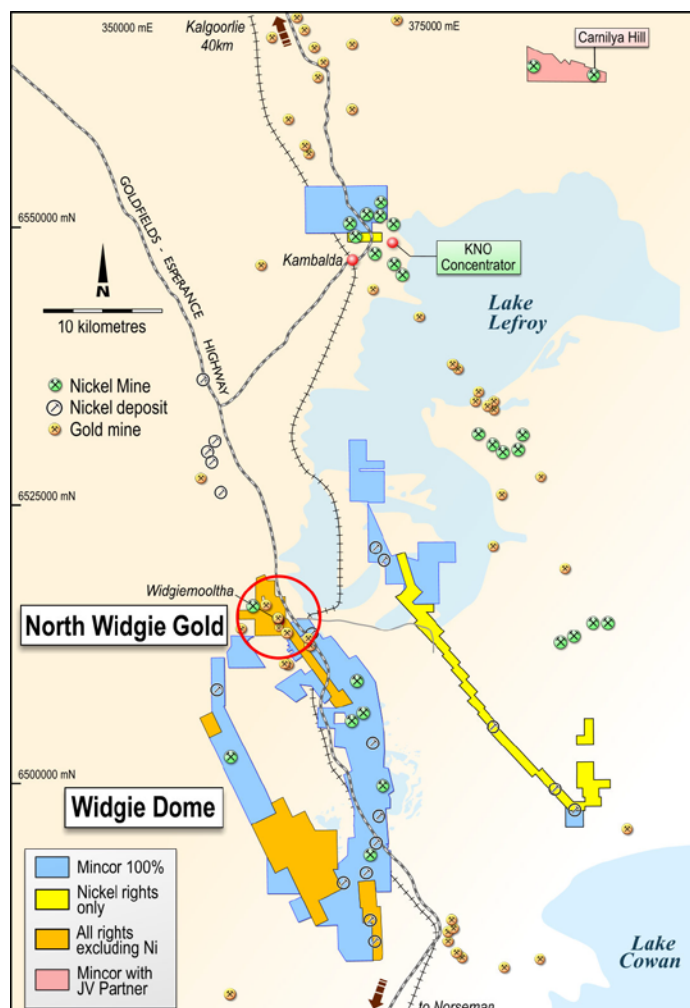 350000 mE
375000 mE
Kalgoorlie
40km
Carnilya Hill
GOLDFIELDS - ESPERANCE
HIGHWAY
6550000 mN
KNO
Concentrator
Kambalda
N
10 kilometres
Lake
Lefroy
Nickel Mine
Nickel deposit
Gold mine
6525000 mN
Widgiemooltha
North Widgie Gold
6500000 mN
Widgie Dome
Mincor 100%
Nickel rights
only
All rights
excluding Ni
Mincor with
JV Partner
Lake
Cowan
to Norseman